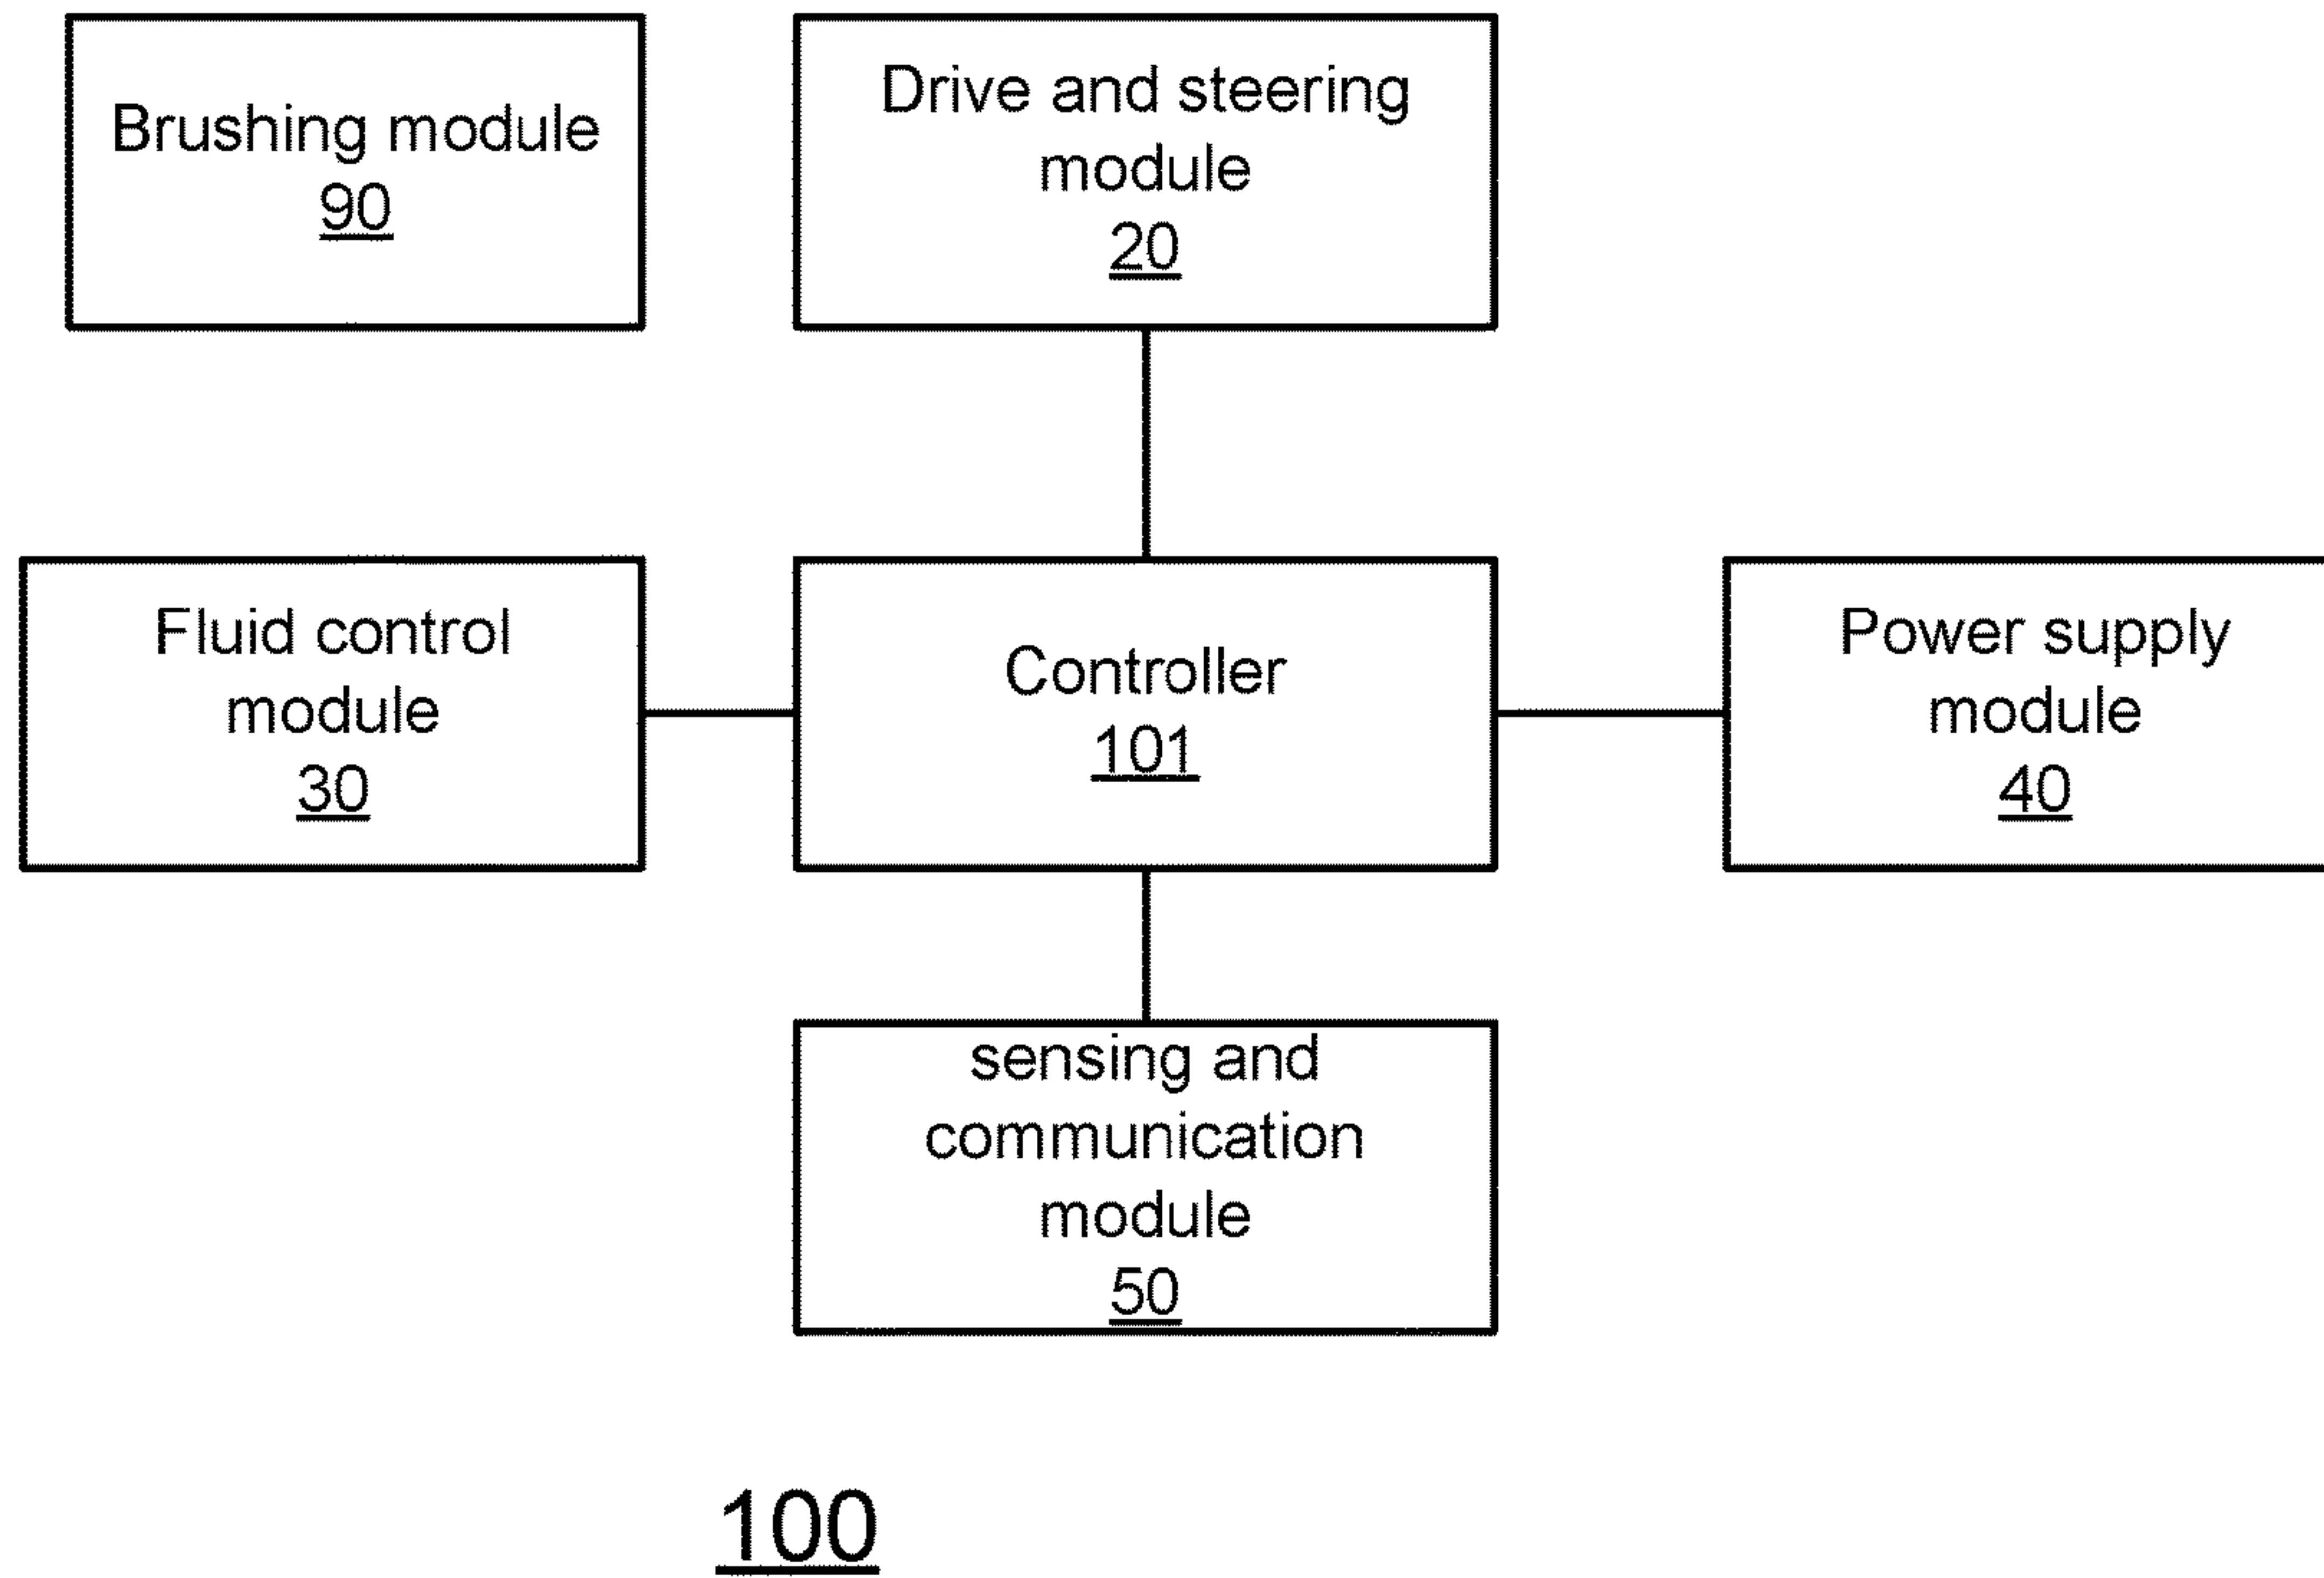 Brushing module
90
Drive and steering
module
20
Fluid control
module
30
Controller
101
Power supply
module
40
sensing and
communication
module
50
100